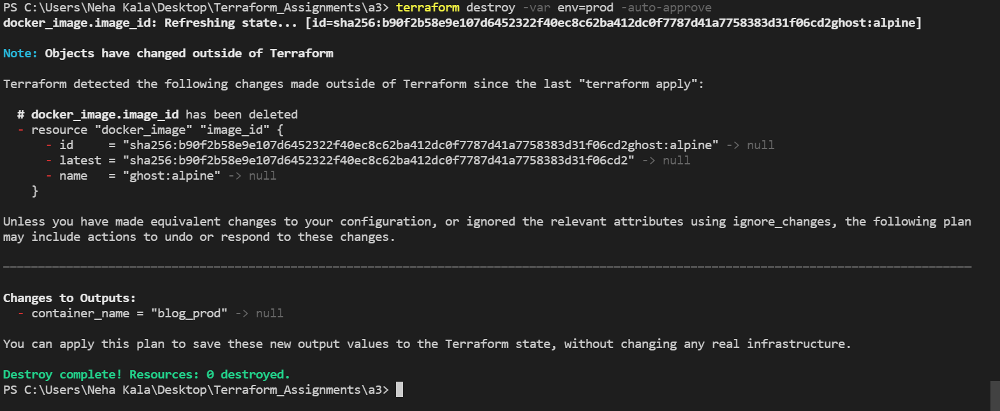 PS C:\Users\Neha Kala\Desktop\Terraform_Assignments\a3> terraform destroy -var env=prod -auto-approve
docker_image.image_id: Refreshing state... [id=sha256:b90f2b58e9e107d6452322f40ec8c62ba412dc0f7787d41a7758383d31f06cd2ghost:alpine]
Note: Objects have changed outside of Terraform
Terraform detected the following changes made outside of Terraform since the last "terraform apply":
  # docker_image.image_id has been deleted
  - resource "docker_image" "image_id" {
      - id     = "sha256:b90f2b58e9e107d6452322f40ec8c62ba412dc0f7787d41a7758383d31f06cd2ghost:alpine" -> null
      - latest = "sha256:b90f2b58e9e107d6452322f40ec8c62ba412dc0f7787d41a7758383d31f06cd2" -> null
      - name   = "ghost:alpine" -> null
    }
Unless you have made equivalent changes to your configuration, or ignored the relevant attributes using ignore_changes, the following plan
may include actions to undo or respond to these changes.
Changes to Outputs:
  - container_name = "blog_prod" -> null
You can apply this plan to save these new output values to the Terraform state, without changing any real infrastructure.
Destroy complete! Resources: 0 destroyed.
PS C:\Users\Neha Kala\Desktop\Terraform_Assignments\a3>